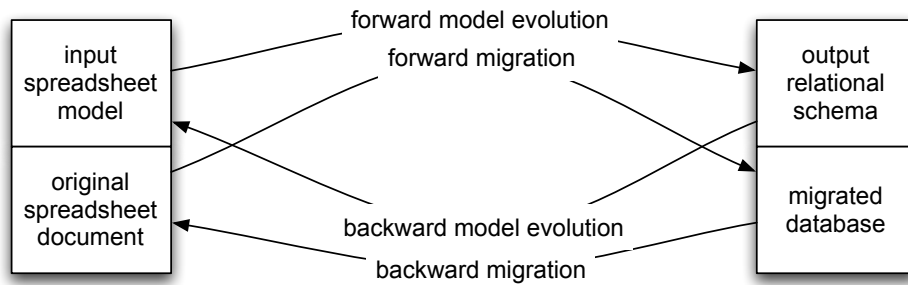 forward model evolution
forward migration
input
spreadsheet
model
original
spreadsheet
document
output
relational
schema
migrated
database
backward model evolution
backward migration